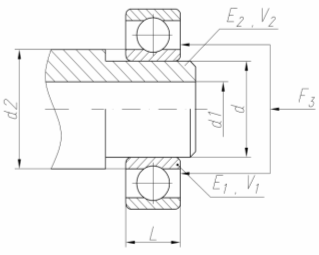 E₂ , V₂
d2
d1
d
F₃
E₁ , V₁
L